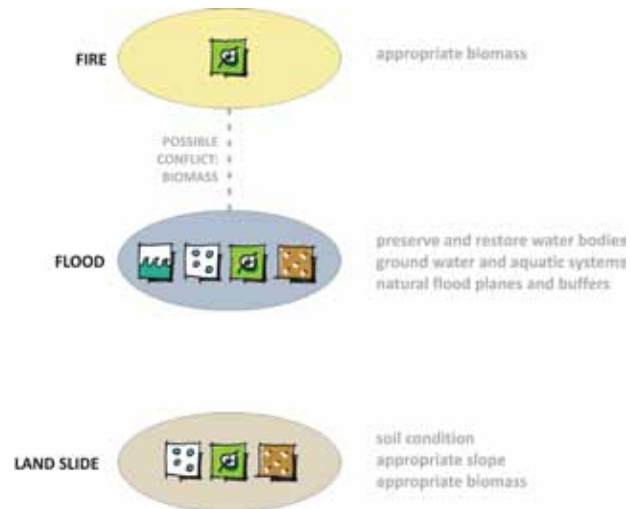 FIRE
appropriate biomass
POSSIBLE
CONFLICT:
BIOMASS
FLOOD
preserve and restore water bodies
ground water and aquatic systems
natural flood planes and buffers
LAND SLIDE
soil condition
appropriate slope
appropriate biomass